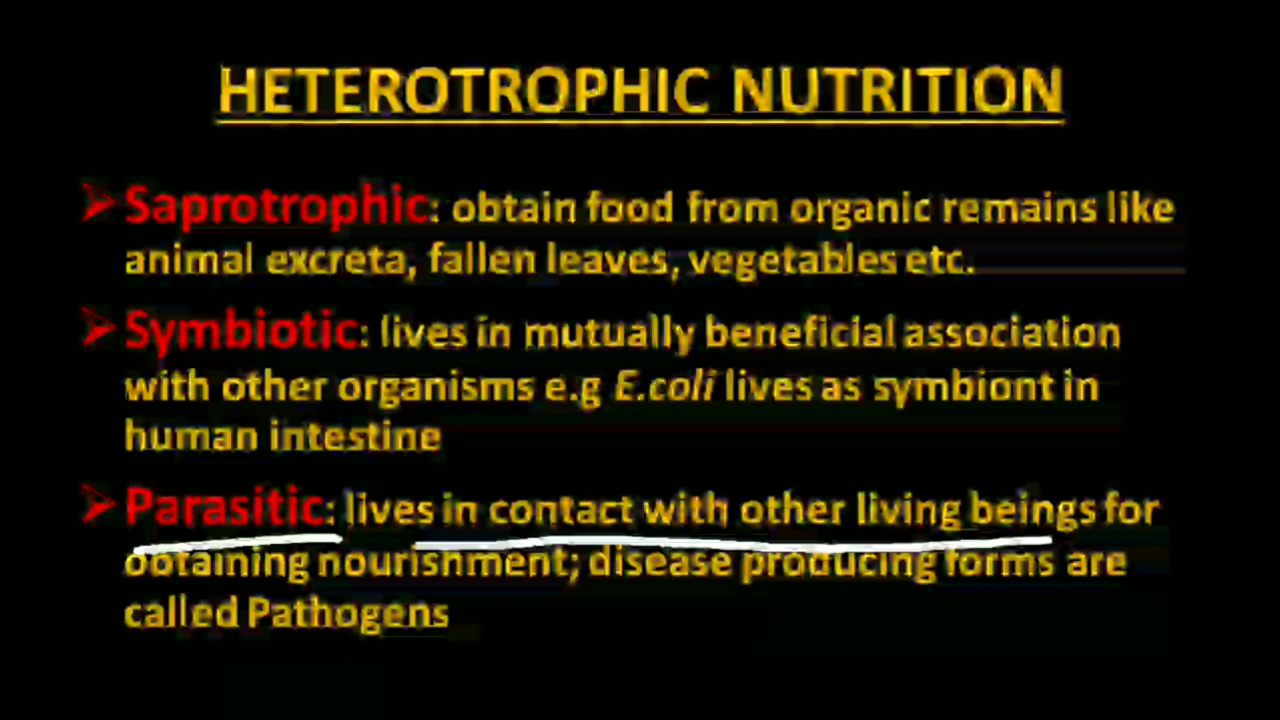 HETEROTROPHIC NUTRITION
➢Saprotrophic: obtain food from organic remains like
animal excreta, fallen leaves, vegetables etc.
➢Symbiotic: lives in mutually beneficial association
with other organisms e.g E.coli lives as symbiont in
human intestine
➢Parasitic: lives in contact with other living beings for
obtaining nourishment; disease producing forms are
called Pathogens